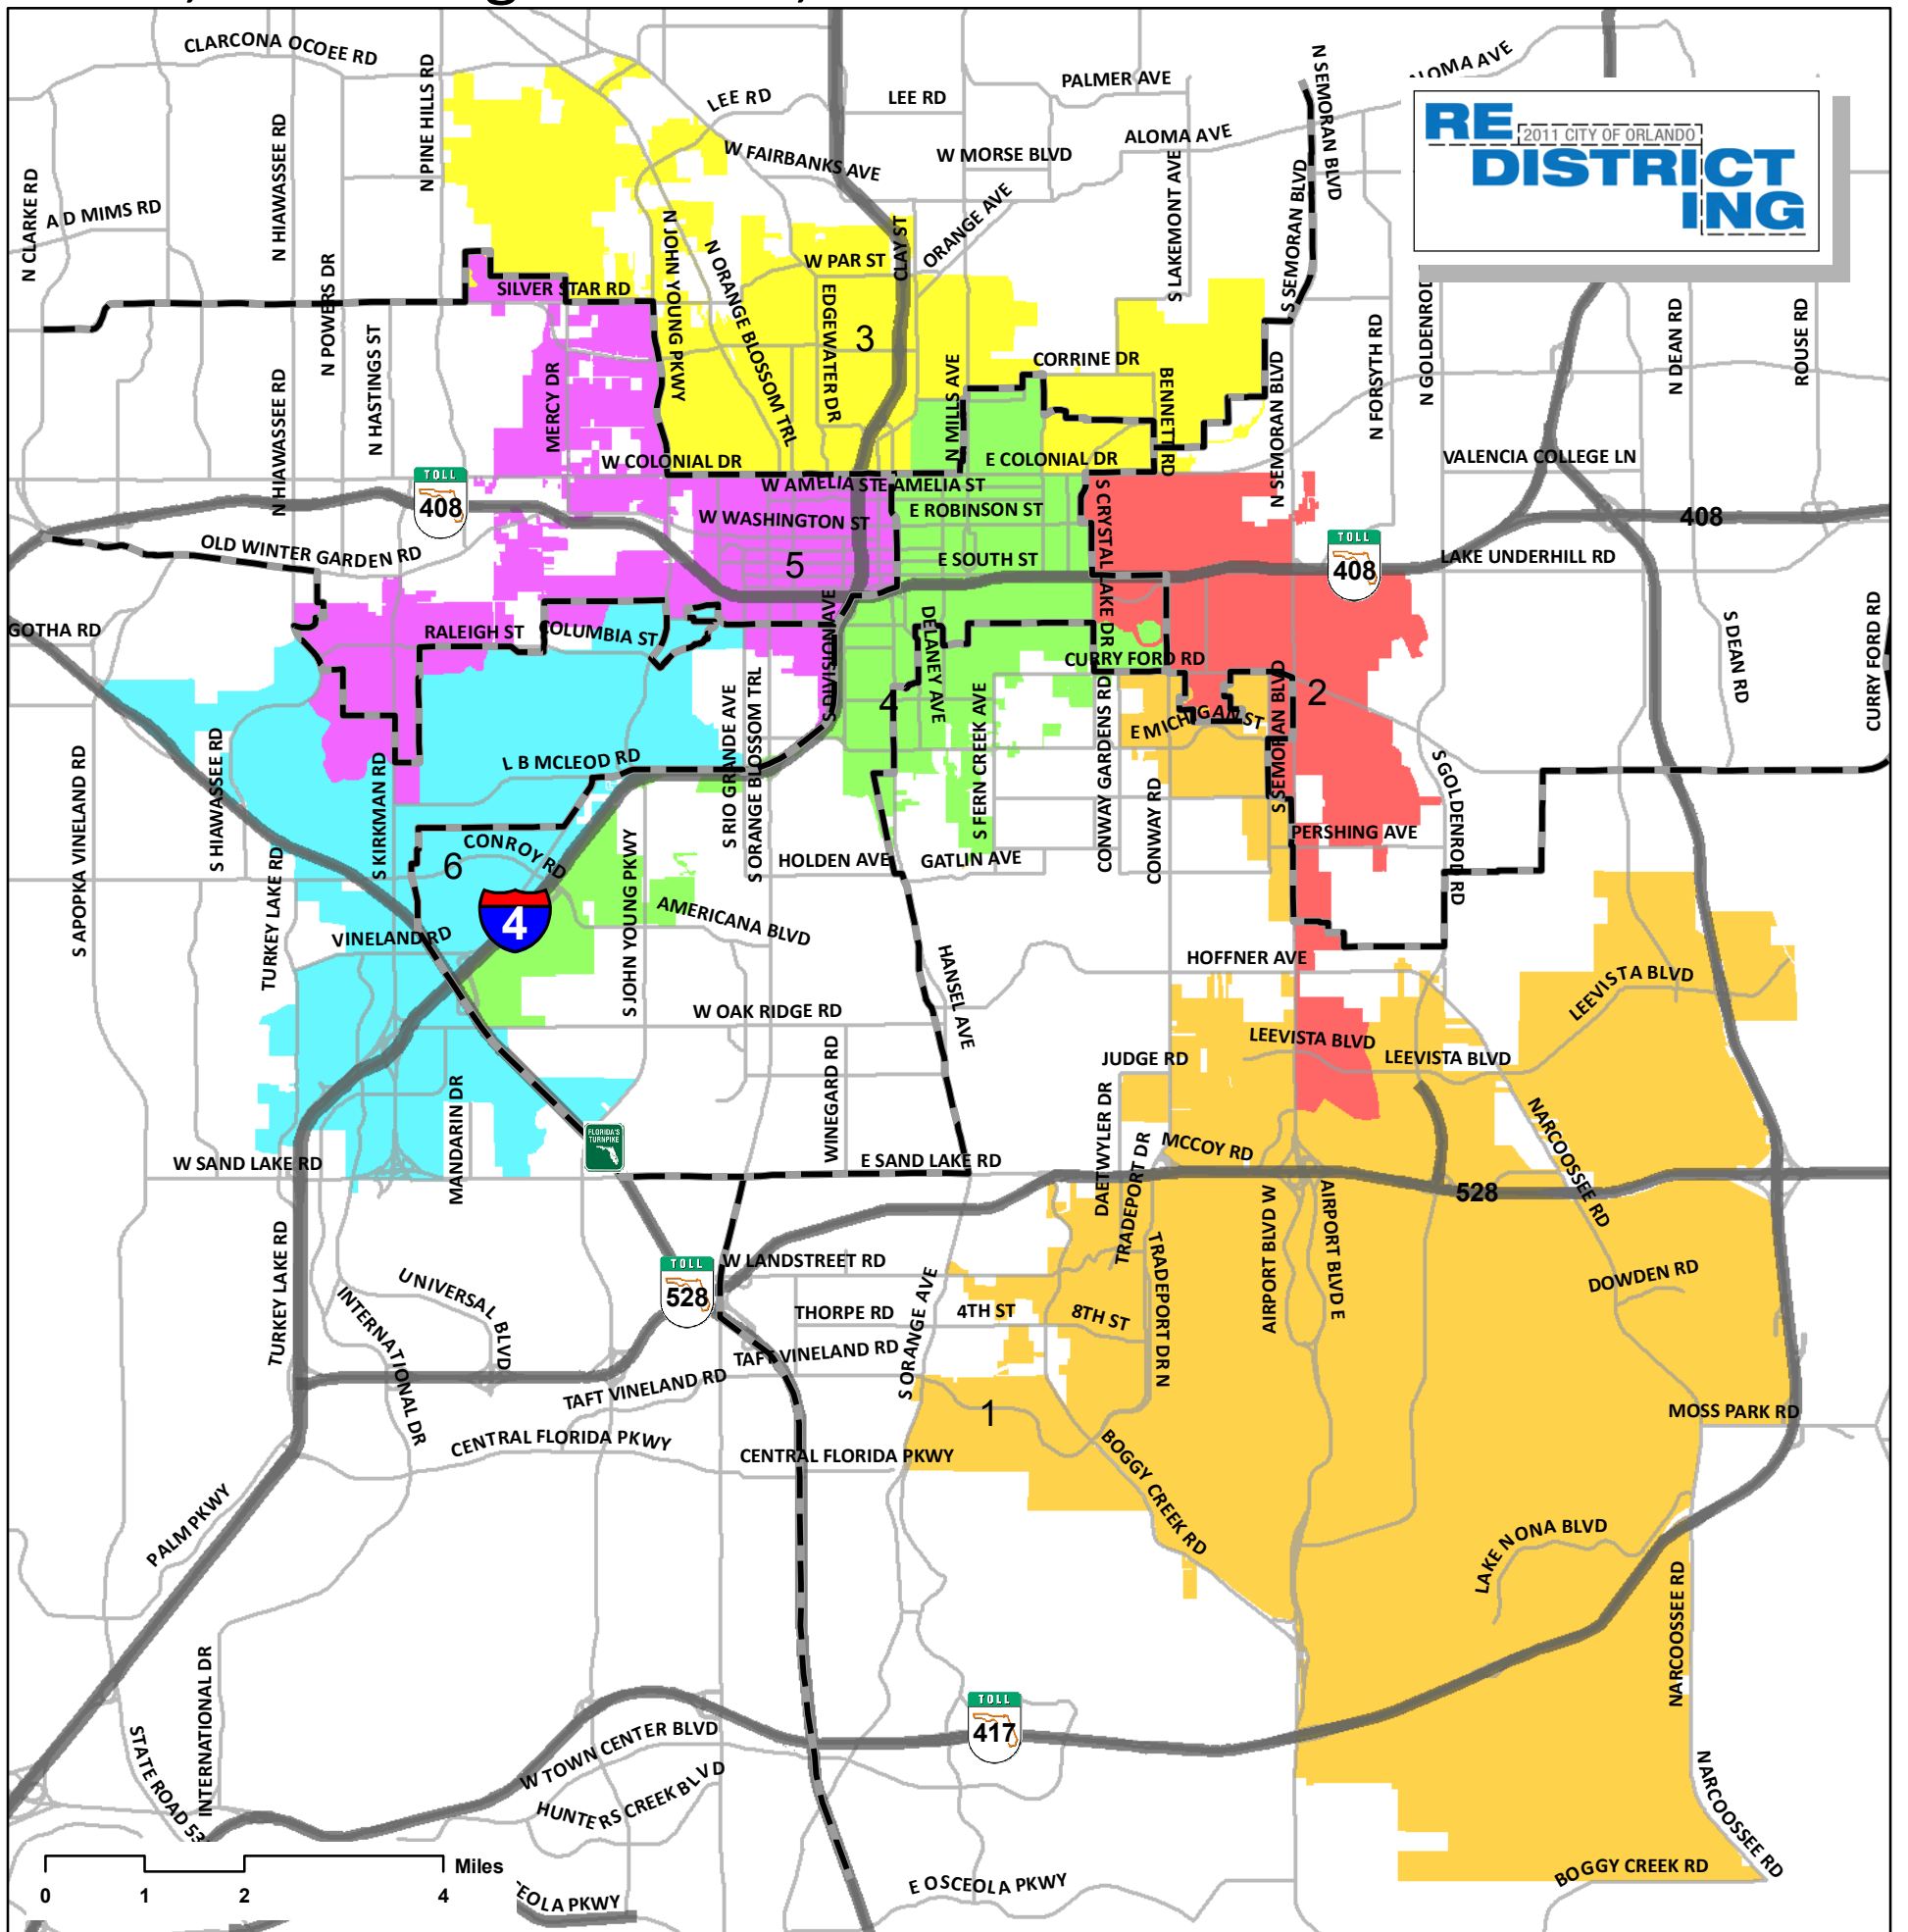 CLARCONA OCOEE RD
N PINE HILLS RD
LEE RD
LEE RD
PALMER AVE
N SEMORAN BLVD
RE
2011 CITY OF ORLANDO
DISTRICT
ING
N CLARKE RD
A D MIMS RD
N HIAWASSEE RD
W FAIRBANKS AVE
W MORSE BLVD
ALOMA AVE
S LAKEMONT AVE
S SEMORAN BLVD
N JOHN YOUNG PKWY
N ORANGE BLOSSOM TRL
CLAY ST
ORANGE AVE
W PAR ST
N POWERS DR
SILVER STAR RD
EDGEWATER DR
3
N HASTINGS ST
N HIAWASSEE RD
MERCY DR
N MILLS AVE
CORRINE DR
BENNETT RD
N SEMORAN BLVD
N FORSYTH RD
N DEAN RD
ROUSE RD
W COLONIAL DR
E COLONIAL DR
VALENCIA COLLEGE LN
TOLL
408
W AMELIA ST
E AMELIA ST
E ROBINSON ST
W WASHINGTON ST
E SOUTH ST
5
S CRYSTAL LAKE DR
408
TOLL
408
LAKE UNDERHILL RD
OLD WINTER GARDEN RD
GOTHA RD
RALEIGH ST
COLUMBIA ST
S DIVISION AVE
DELANEY AVE
CURRY FORD RD
S DEAN RD
CURRY FORD RD
4
2
S APOPKA VINELAND RD
S HIAWASSEE RD
S KIRKMAN RD
L B MCLEOD RD
S RIO GRANDE AVE
S ORANGE BLOSSOM TRL
S FERN CREEK AVE
CONWAY GARDENS RD
CONWAY RD
E MICHIGAN ST
S SEMORAN BLVD
S GOLDENROD RD
PERSHING AVE
TURKEY LAKE RD
6
CONROY RD
HOLDEN AVE
GATLIN AVE
4
S JOHN YOUNG PKWY
AMERICANA BLVD
VINELAND RD
HANSEL AVE
HOFFNER AVE
LEEVISTA BLVD
W OAK RIDGE RD
LEEVISTA BLVD
LEEVISTA BLVD
JUDGE RD
MANDARIN DR
WINEGARD RD
DAETWYLER DR
TRADEPORT DR
MCCOY RD
NARCOOSSEE RD
FLORIDA'S
TURNPIKE
W SAND LAKE RD
E SAND LAKE RD
528
AIRPORT BLVD W
AIRPORT BLVD E
TURKEY LAKE RD
UNIVERSAL BLVD
INTERNATIONAL DR
TOLL
528
W LANDSTREET RD
THORPE RD
4TH ST
8TH ST
TRADEPORT DR N
DOWDEN RD
S ORANGE AVE
TAFT VINELAND RD
TAFT VINELAND RD
1
MOSS PARK RD
CENTRAL FLORIDA PKWY
CENTRAL FLORIDA PKWY
BOGGY CREEK RD
PALM PKWY
LAKE NONA BLVD
NARCOOSSEE RD
INTERNATIONAL DR
STATE ROAD 53
TOLL
417
W TOWN CENTER BLVD
HUNTERS CREEK BLVD
NARCOOSSEE RD
BOGGY CREEK RD
E OSCEOLA PKWY
Miles
0 1 2 4